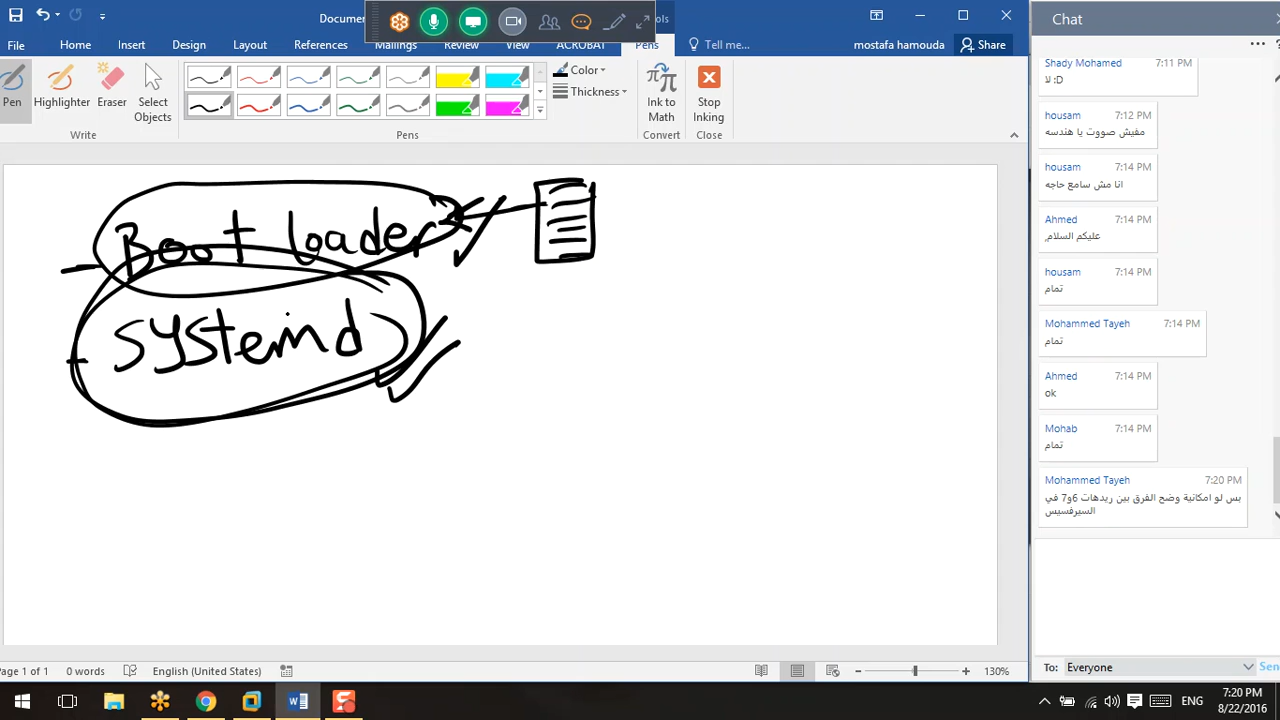 Documen
ols
Chat
File
Home
Insert
Design
Layout
References
Mailings
Review
View
ACROBAT
Pens
Tell me...
mostafa hamouda
Share
Pen
Highlighter
Eraser
Select Objects
Color
Thickness
Ink to Math
Stop Inking
Write
Pens
Convert
Close
Boot loader
systemd
Shady Mohamed 7:11 PM
لا :D
housam 7:12 PM
مفيش صووت يا هندسه
housam 7:14 PM
انا مش سامع حاجه
Ahmed 7:14 PM
عليكم السلام,
housam 7:14 PM
تمام
Mohammed Tayeh 7:14 PM
تمام
Ahmed 7:14 PM
ok
Mohab 7:14 PM
تمام
Mohammed Tayeh 7:20 PM
بس لو امكانية وضح الفرق بين ريدهات 6و7 في
السيرفسيس
To: Everyone
Sen
Page 1 of 1
0 words
English (United States)
130%
ENG
7:20 PM
8/22/2016